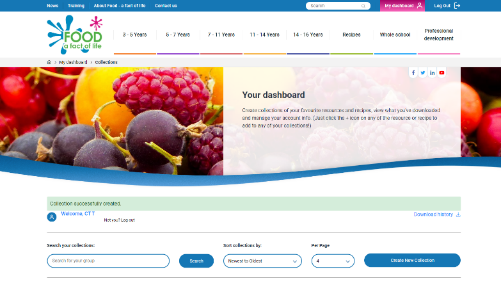 News Training About Food - a fact of life Contact us Search My dashboard Log Out
FOOD
a fact of life
3 - 5 Years 5 - 7 Years 7 - 11 Years 11 - 14 Years 14 - 16 Years Recipes Whole school Professional development
My dashboard > Collections
Your dashboard
Create collections of your favourite resources and recipes, view what you've downloaded
and manage your account info. (Just click the + icon on any of the resource or recipe to
add to any of your collections!)
Collection successfully created.
Welcome, CT T
Not you? Log out
Download history
Search your collections:
Sort collections by:
Per Page
Search for your group
Search
Newest to Oldest
4
Create New Collection